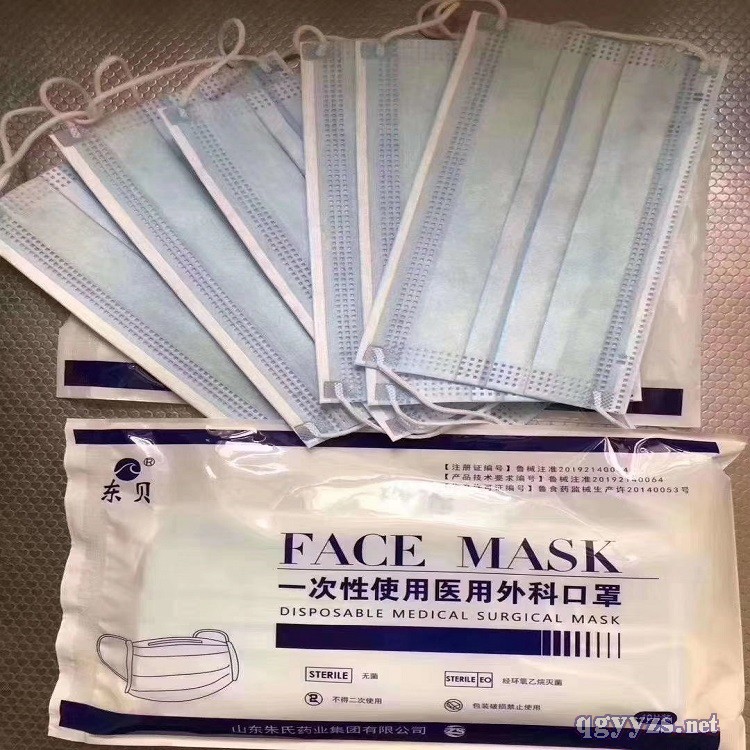 东贝®
【注册证编号】鲁械注准20192140064
【产品技术要求编号】鲁械注准20192140064
鲁食药监械生产许20140053号
FACE MASK
一次性使用医用外科口罩
DISPOSABLE MEDICAL SURGICAL MASK
STERILE 无菌
STERILE EO 经环氧乙烷灭菌
不得二次使用
包装破损禁止使用
山东朱氏药业集团有限公司 ZS
qgyyzs.net